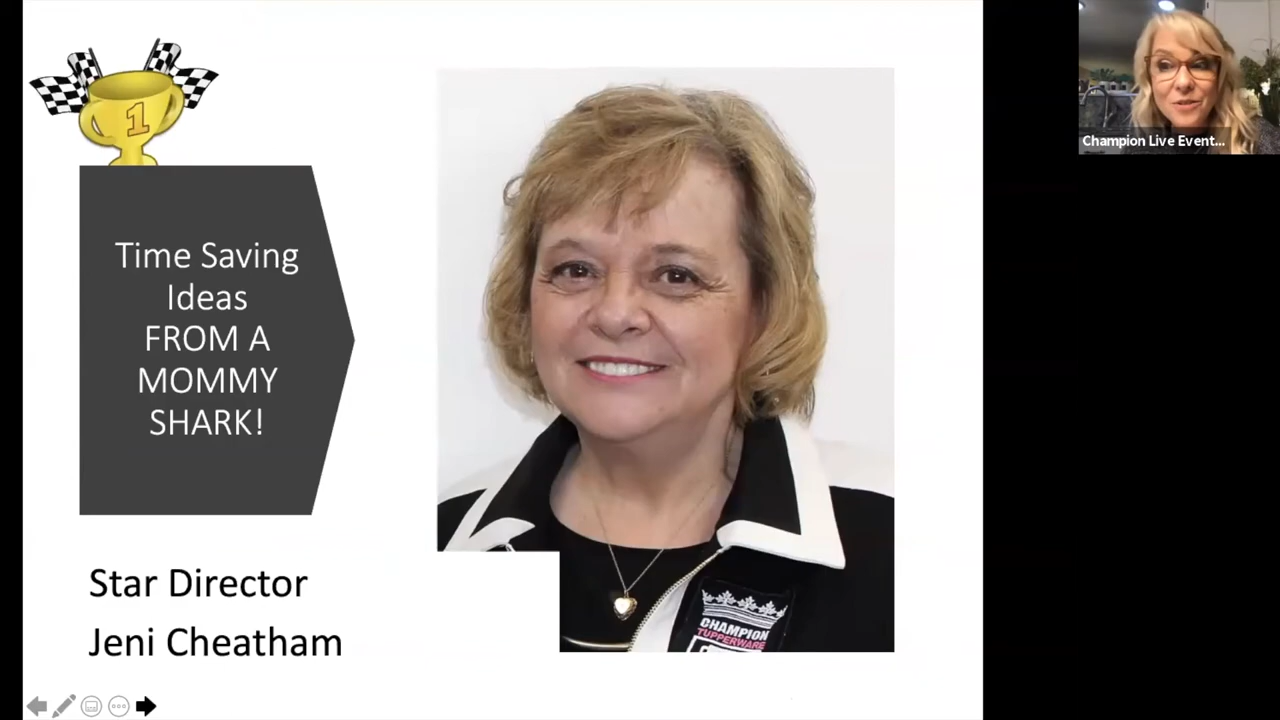 1
Time Saving
Ideas
FROM A
MOMMY
SHARK!
Star Director
Jeni Cheatham
CHAMPION
TUPPERWARE
Champion Live Event...